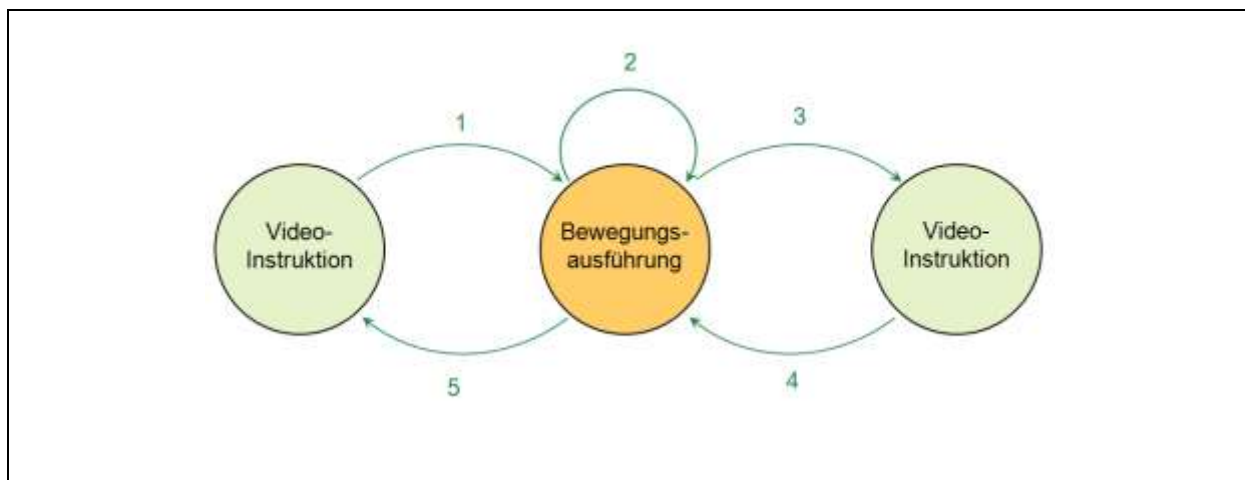 2
1
3
Video-
Instruktion
Bewegungs-
ausführung
Video-
Instruktion
5
4